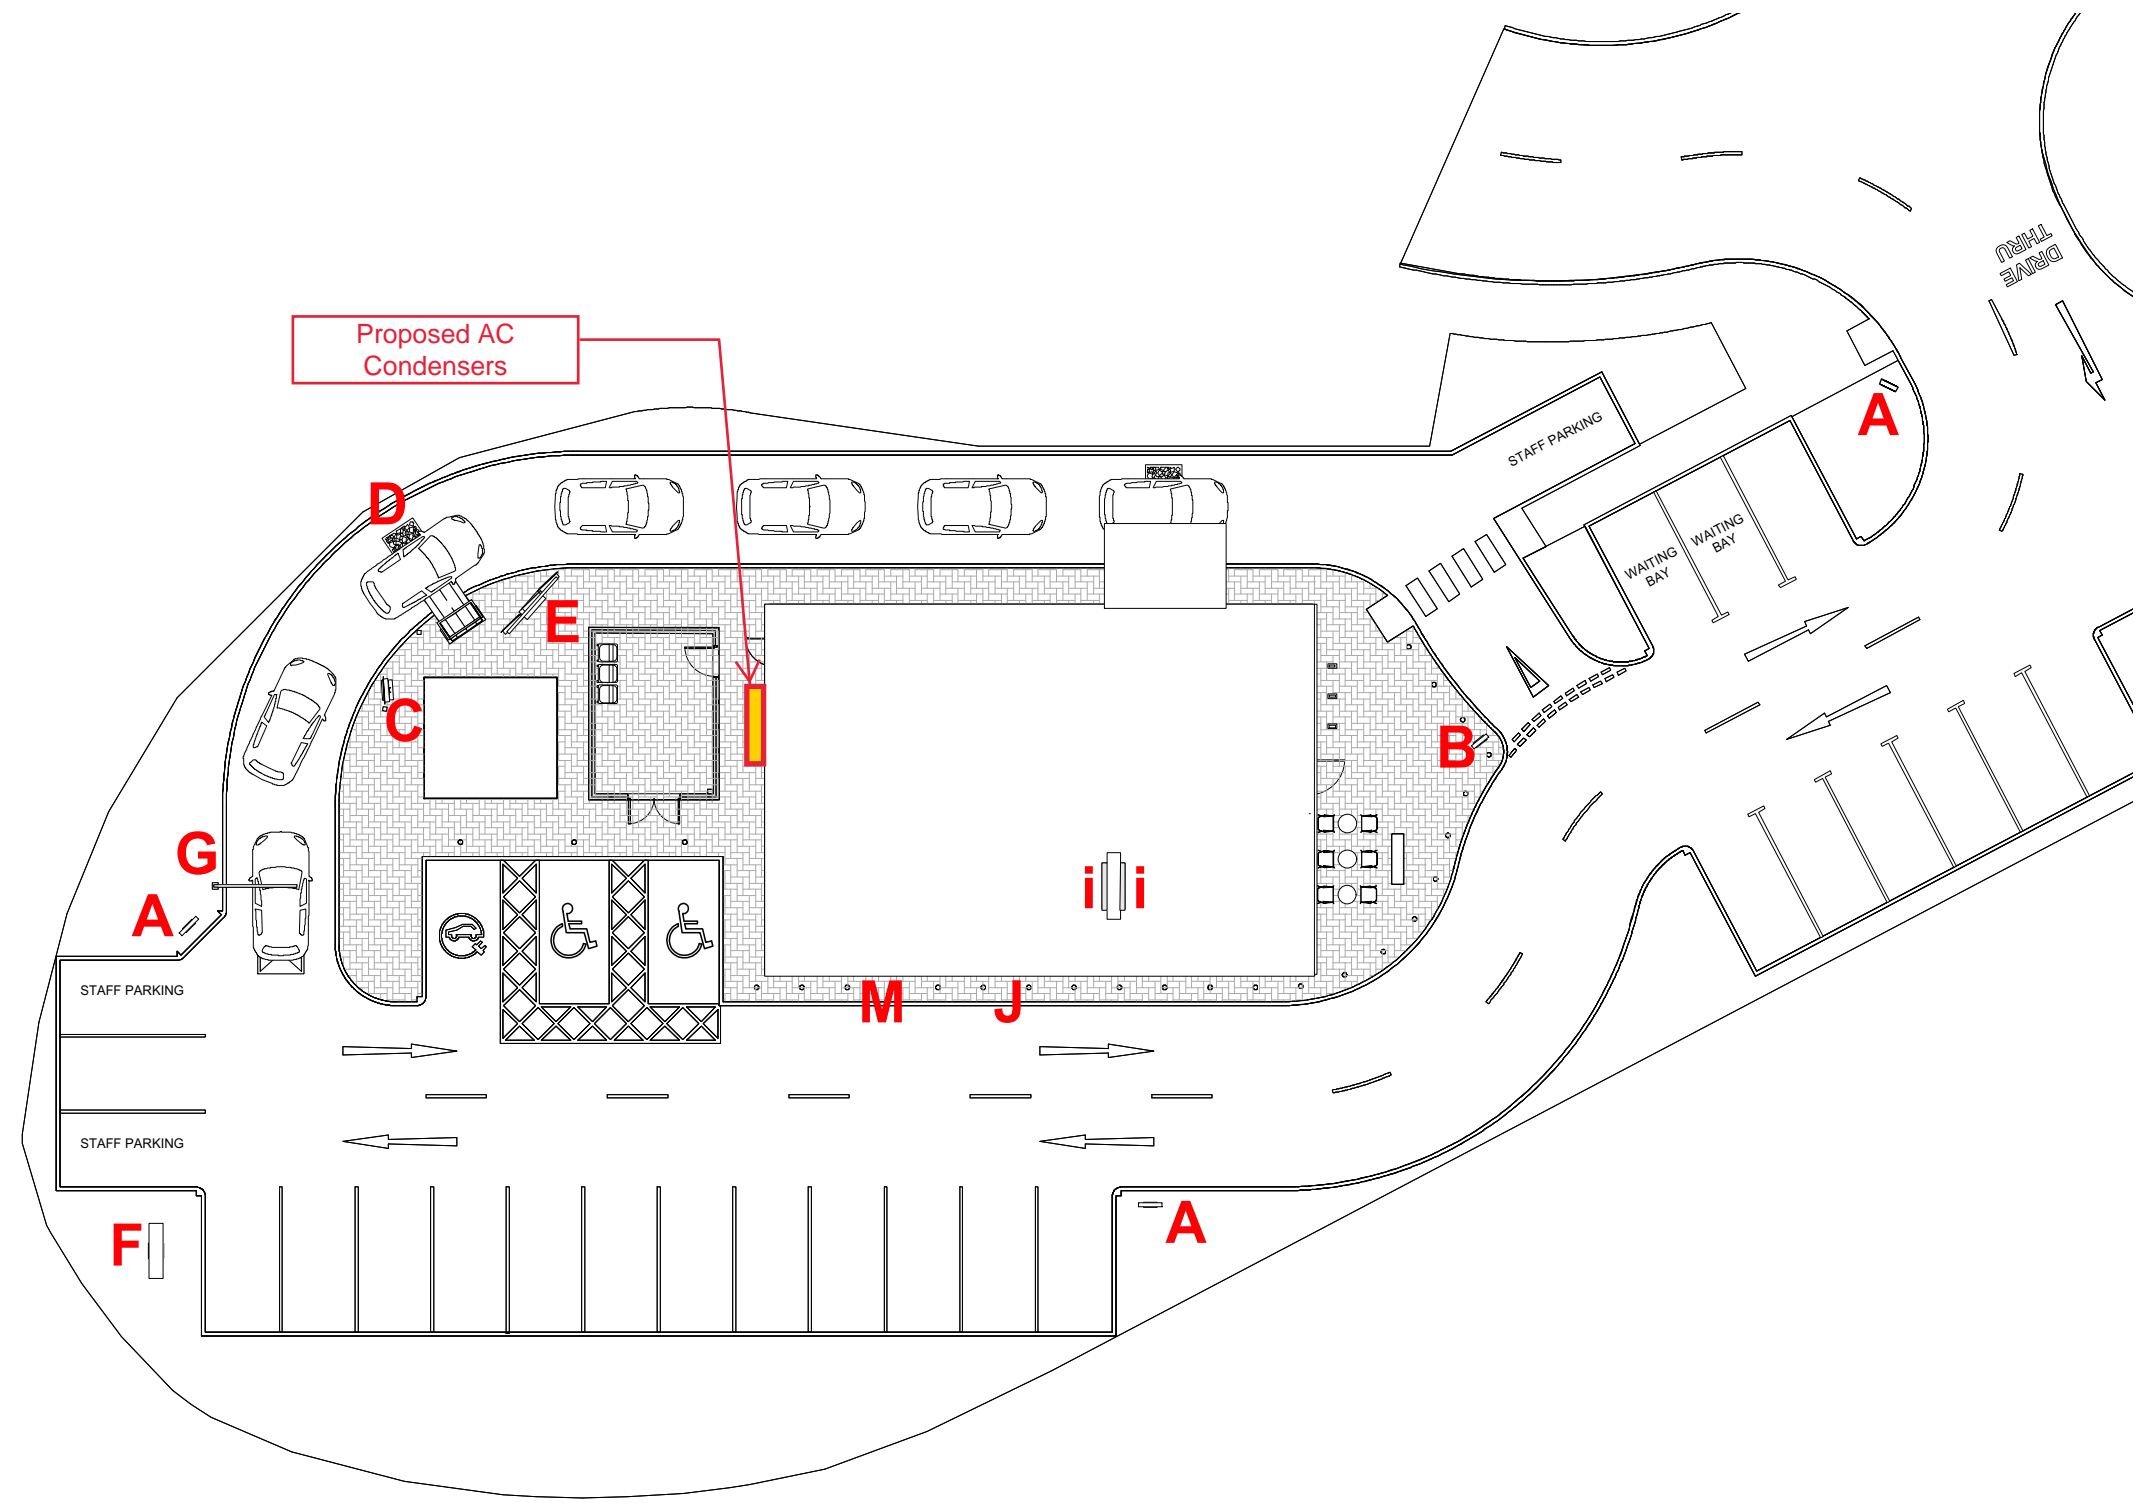 DRIVE
THRU
Proposed AC
Condensers
A
STAFF PARKING
D
WAITING
BAY
WAITING
BAY
E
C
B
G
A
i i
STAFF PARKING
M
J
STAFF PARKING
A
F